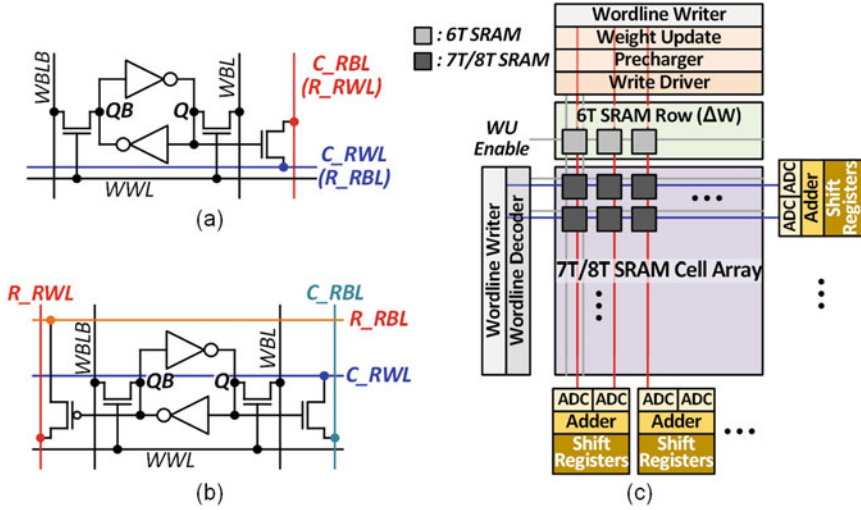 WBLB
WBL
C_RBL
(R_RWL)
QB
Q
C_RWL
(R_RBL)
WWL
(a)
R_RWL
C_RBL
WBLB
WBL
R_RBL
QB
Q
C_RWL
WWL
(b)
: 6T SRAM
: 7T/8T SRAM
Wordline Writer
Weight Update
Precharger
Write Driver
6T SRAM Row (ΔW)
WU
Enable
Wordline Writer
Wordline Decoder
7T/8T SRAM Cell Array
ADC ADC
Adder
Shift
Registers
ADC ADC
Adder
Shift
Registers
ADC ADC
Adder
Shift
Registers
(c)